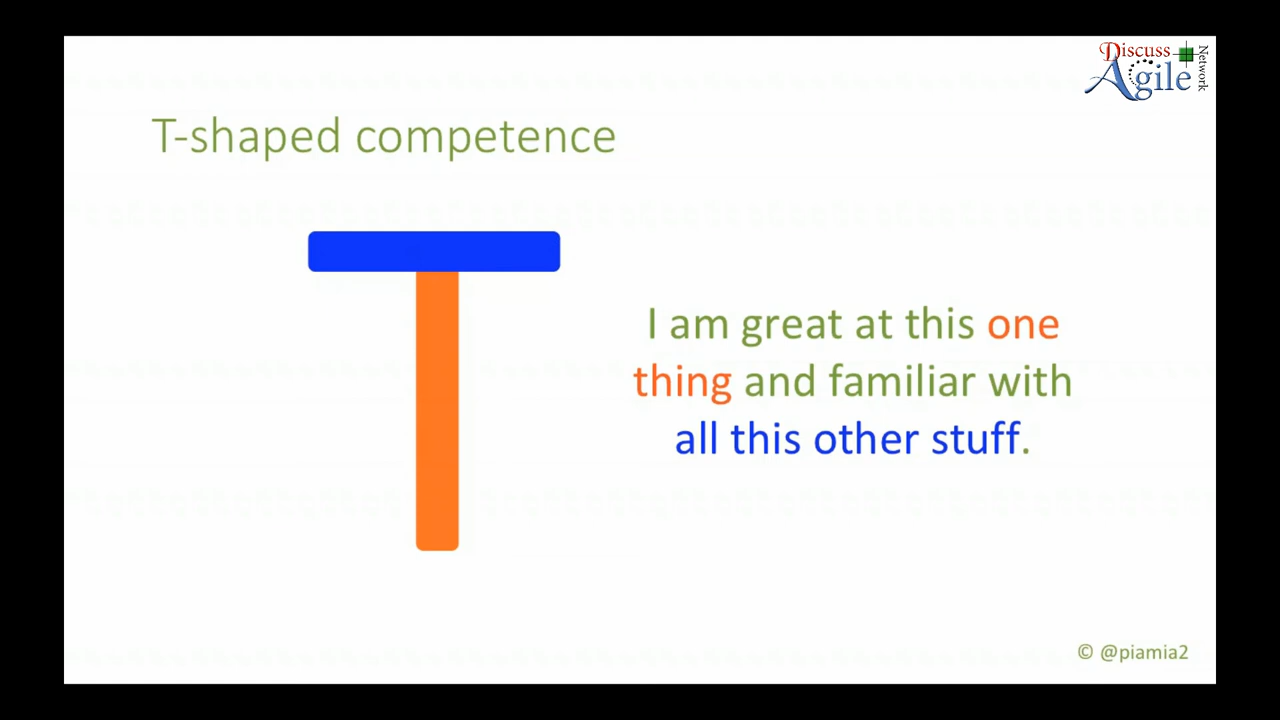 Discuss
Agile
Network
T-shaped competence
I am great at this one
thing and familiar with
all this other stuff.
© @piamia2